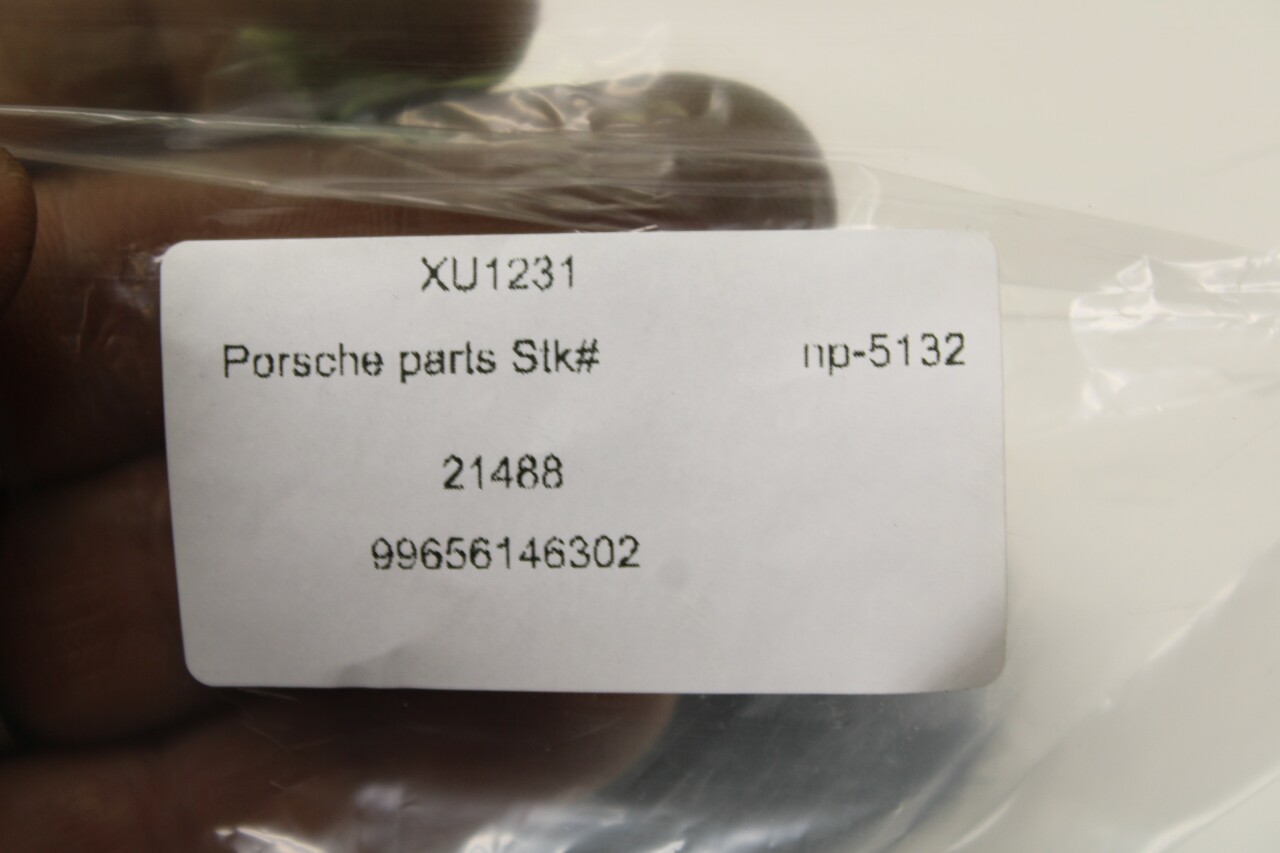 XU1231
Porsche parts Stk# np-5132
21488
99656146302